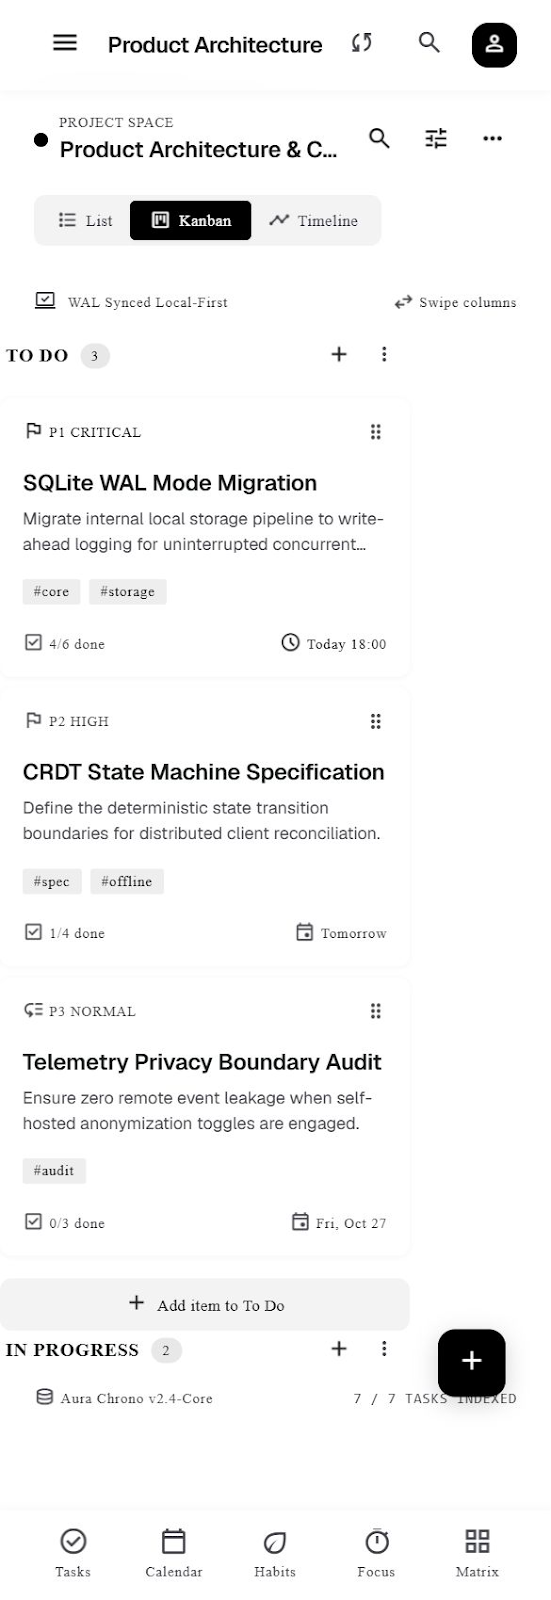 Product Architecture
PROJECT SPACE
Product Architecture & C...
List
Kanban
Timeline
WAL Synced Local-First
Swipe columns
TO DO 3
P1 CRITICAL
SQLite WAL Mode Migration
Migrate internal local storage pipeline to write-
ahead logging for uninterrupted concurrent...
#core #storage
4/6 done
Today 18:00
P2 HIGH
CRDT State Machine Specification
Define the deterministic state transition
boundaries for distributed client reconciliation.
#spec #offline
1/4 done
Tomorrow
P3 NORMAL
Telemetry Privacy Boundary Audit
Ensure zero remote event leakage when self-
hosted anonymization toggles are engaged.
#audit
0/3 done
Fri, Oct 27
Add item to To Do
IN PROGRESS 2
Aura Chrono v2.4-Core
7 / 7 TASKS INDEXED
Tasks
Calendar
Habits
Focus
Matrix